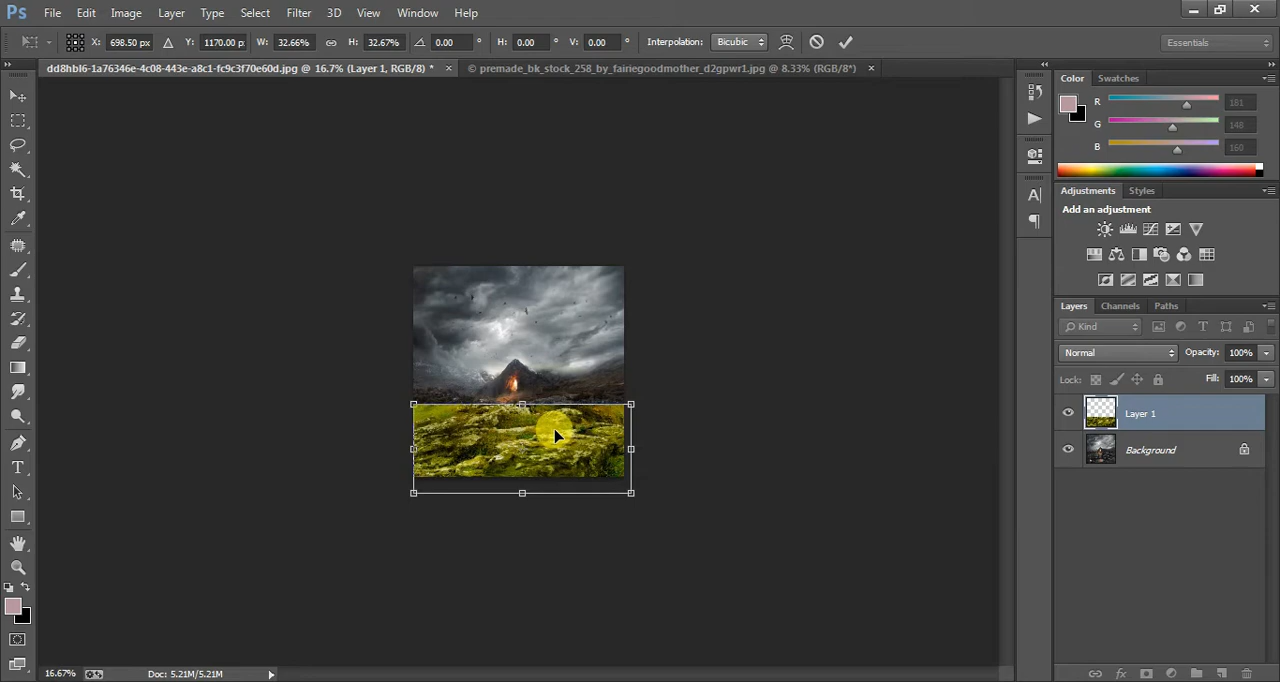 Ps File Edit Image Layer Type Select Filter 3D View Window Help
X: 698.50 px Y: 1170.00 p: W: 32.66% H: 32.67% 0.00 ° H: 0.00 ° V: 0.00 ° Interpolation: Bicubic Essentials
dd8hbl6-1a76346e-4c08-443e-a8c1-fc9c3f70e60d.jpg @ 16.7% (Layer 1, RGB/8) * × © premade_bk_stock_258_by_fairiegoodmother_d2gpwr1.jpg @ 8.33% (RGB/8*) ×
Color Swatches
R 181
G 148
B 160
Adjustments Styles
Add an adjustment
Layers Channels Paths
Kind
Normal Opacity: 100%
Lock: Fill: 100%
Layer 1
Background
16.67% Doc: 5.21M/5.21M